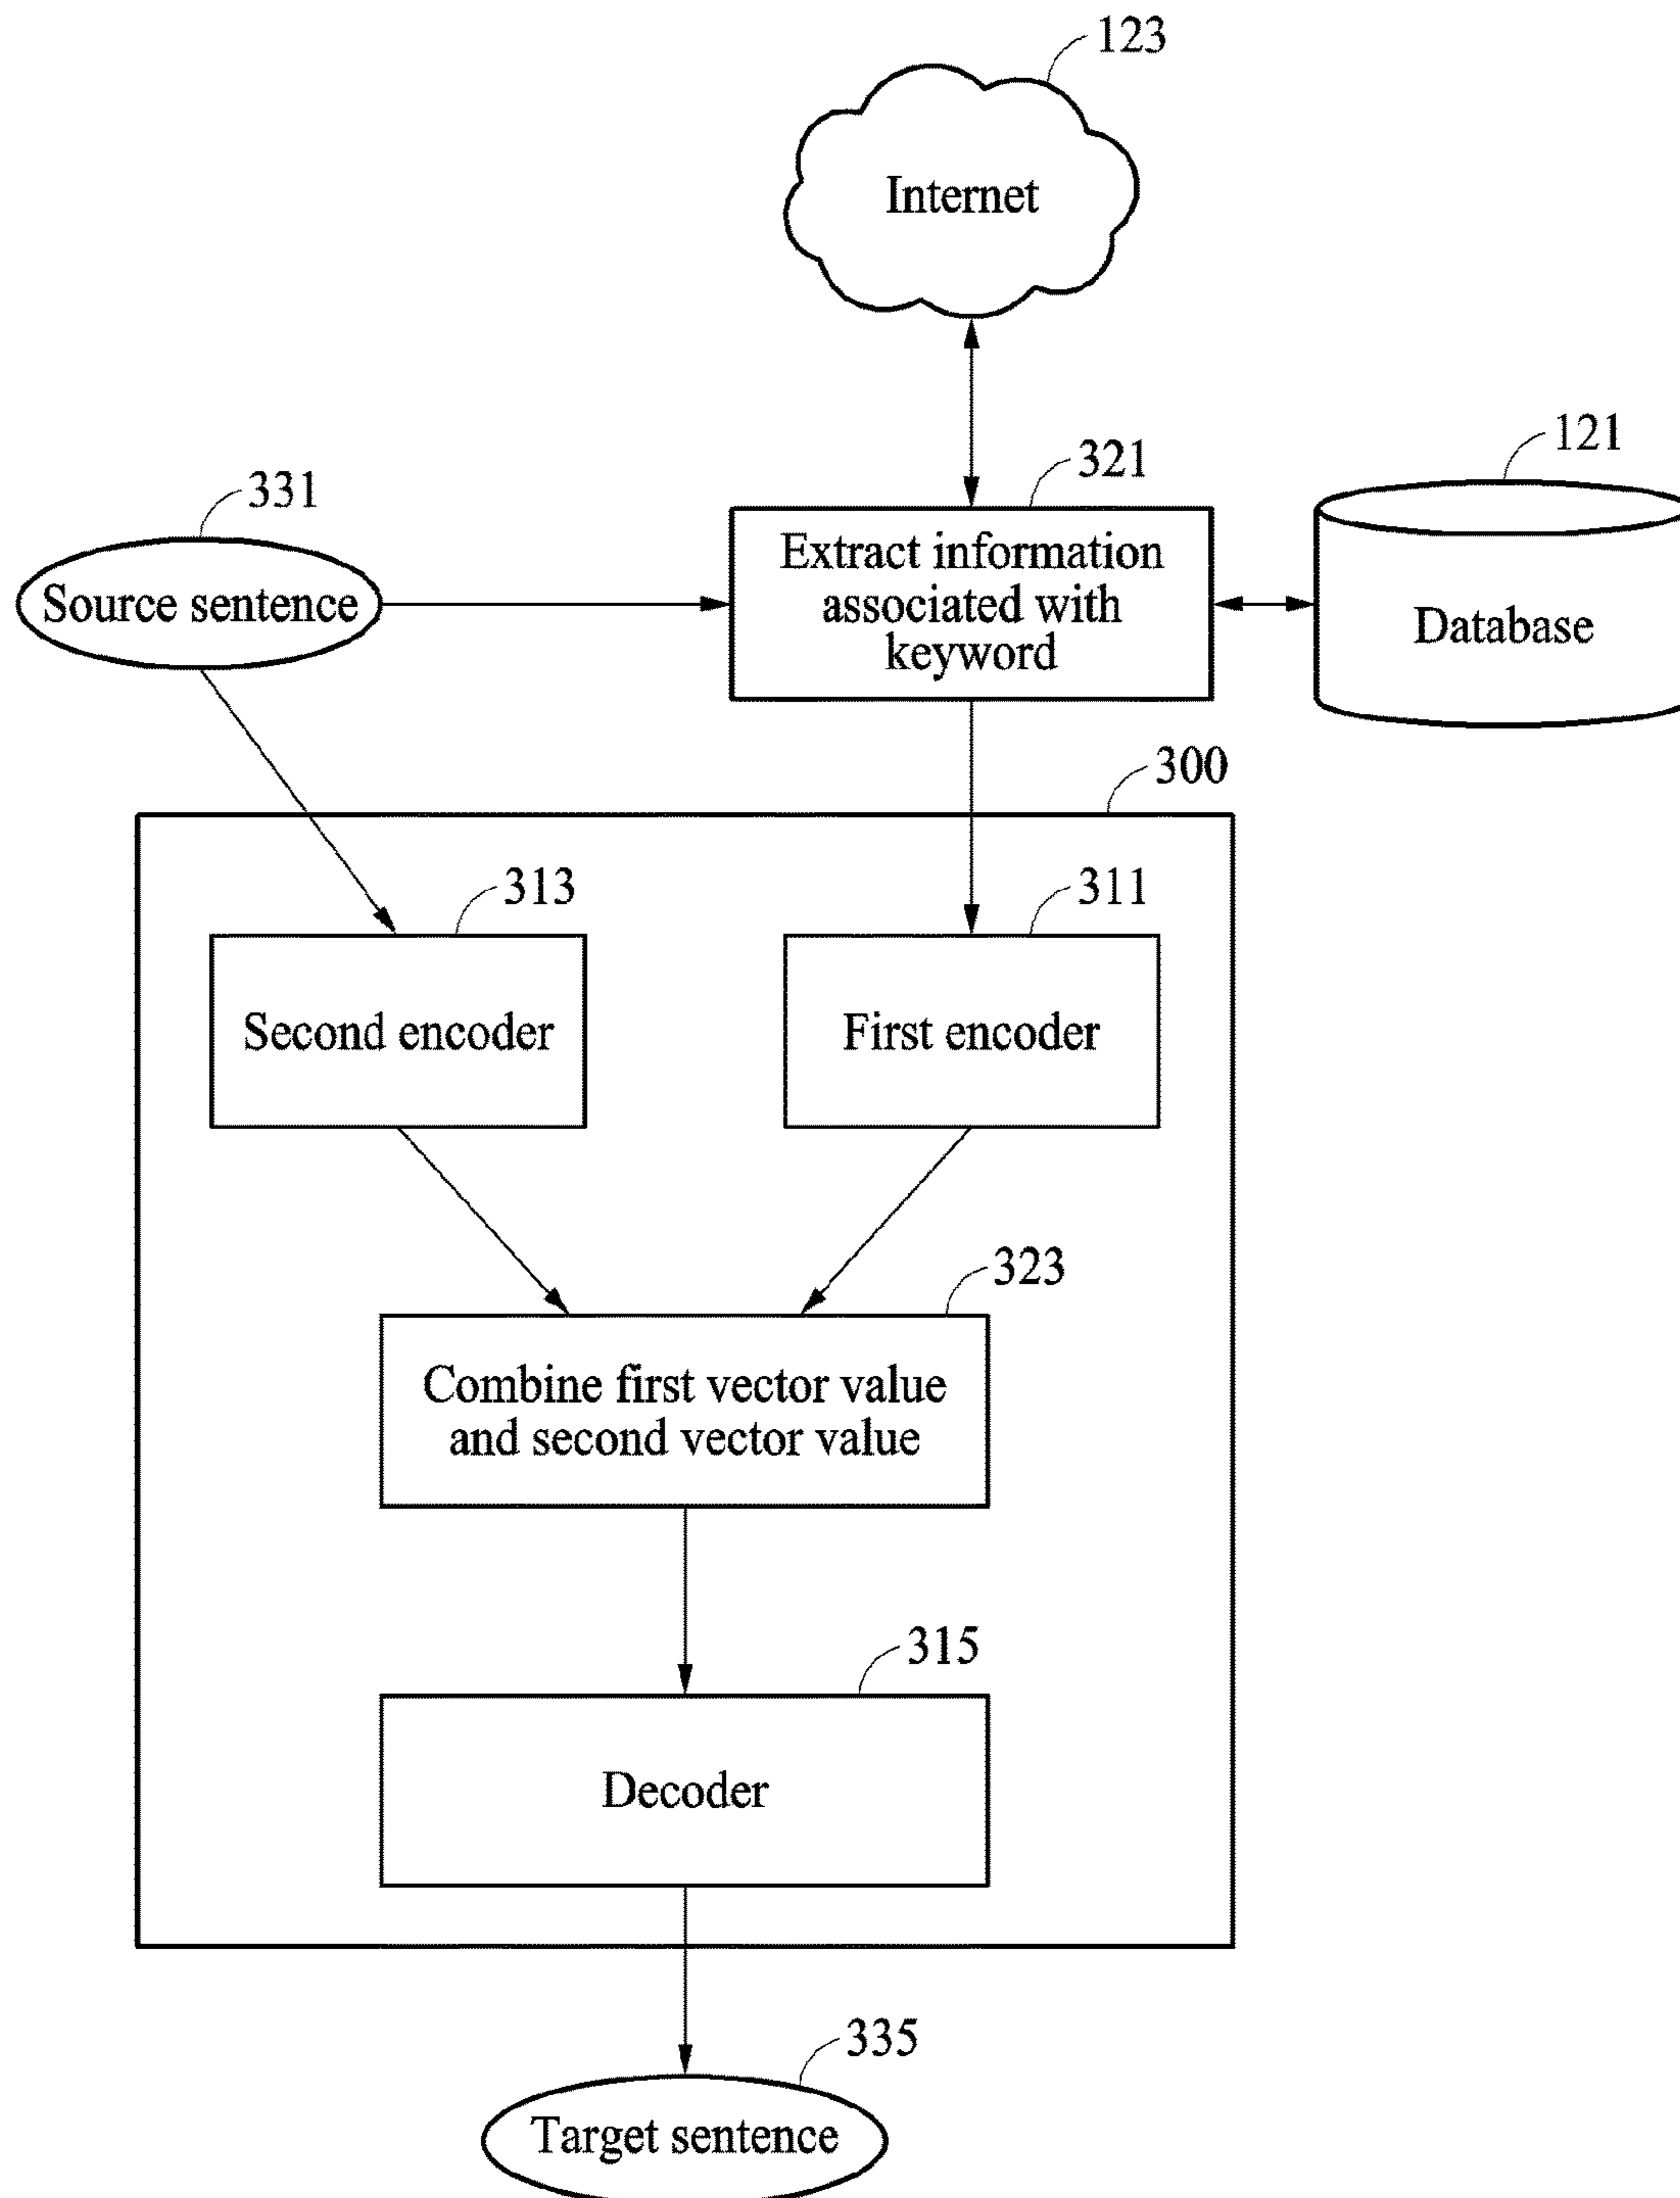 123
Internet
121
321
331
Extract information
associated with
keyword
Source sentence
Database
300
313
311
Second encoder
First encoder
323
Combine first vector value
and second vector value
315
Decoder
335
Target sentence